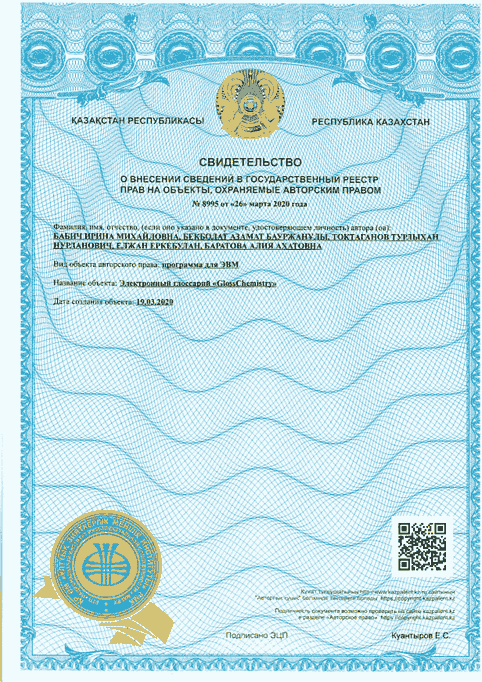 ҚАЗАҚСТАН РЕСПУБЛИКАСЫ
РЕСПУБЛИКА КАЗАХСТАН
СВИДЕТЕЛЬСТВО
О ВНЕСЕНИИ СВЕДЕНИЙ В ГОСУДАРСТВЕННЫЙ РЕЕСТР
ПРАВ НА ОБЪЕКТЫ, ОХРАНЯЕМЫЕ АВТОРСКИМ ПРАВОМ
№ 8995 от «26» марта 2020 года
Фамилия, имя, отчество, (если оно указано в документе, удостоверяющем личность) автора (ов):
БАБИЧ ИРИНА МИХАЙЛОВНА, БЕКБОЛАТ АЗАМАТ БАУРЖАНУЛЫ, ТОКТАГАНОВ ТУРЛЫХАН
НУРЛАНОВИЧ, ЕЛЖАН ЕРКЕБУЛАН, БАРАТОВА АЛИЯ АХАТОВНА
Вид объекта авторского права: программа для ЭВМ
Название объекта: Электронный глоссарий «GlossChemistry»
Дата создания объекта: 19.03.2020
Подлинность документа возможно проверить на сайте kazpatent.kz
в разделе «Авторское право» https://copyright.kazpatent.kz
Подписано ЭЦП
Куантыров Е.С.